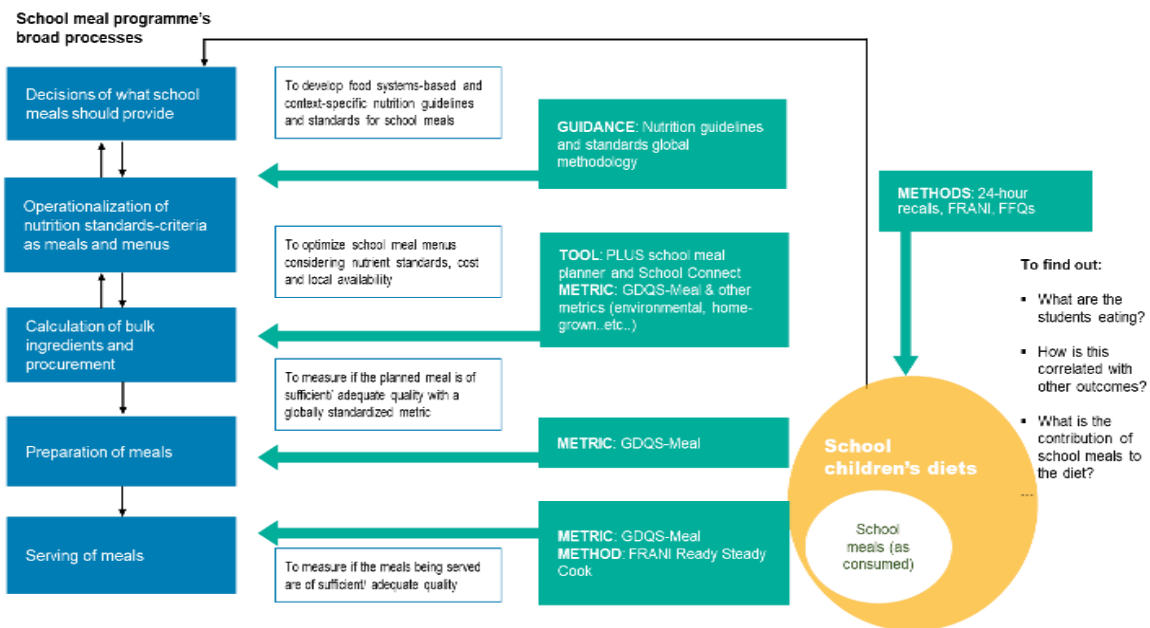 School meal programme's
broad processes
Decisions of what school
meals should provide
Operationalization of
nutrition standards-criteria
as meals and menus
Calculation of bulk
ingredients and
procurement
Preparation of meals
Serving of meals
To develop food systems-based and
context-specific nutrition guidelines
and standards for school meals
To optimize school meal menus
considering nutrient standards, cost
and local availability
To measure if the planned meal is of
sufficient/ adequate quality with a
globally standardized metric
To measure if the meals being served
are of sufficient/ adequate quality
GUIDANCE: Nutrition guidelines
and standards global
methodology
TOOL: PLUS school meal
planner and School Connect
METRIC: GDQS-Meal & other
metrics (environmental, home-
grown..etc..)
METRIC: GDQS-Meal
METRIC: GDQS-Meal
METHOD: FRANI Ready Steady
Cook
METHODS: 24-hour
recalls, FRANI, FFQs
School
children's diets
School
meals (as
consumed)
To find out:
▪ What are the
students eating?
▪ How is this
correlated with
other outcomes?
▪ What is the
contribution of
school meals to
the diet?
...